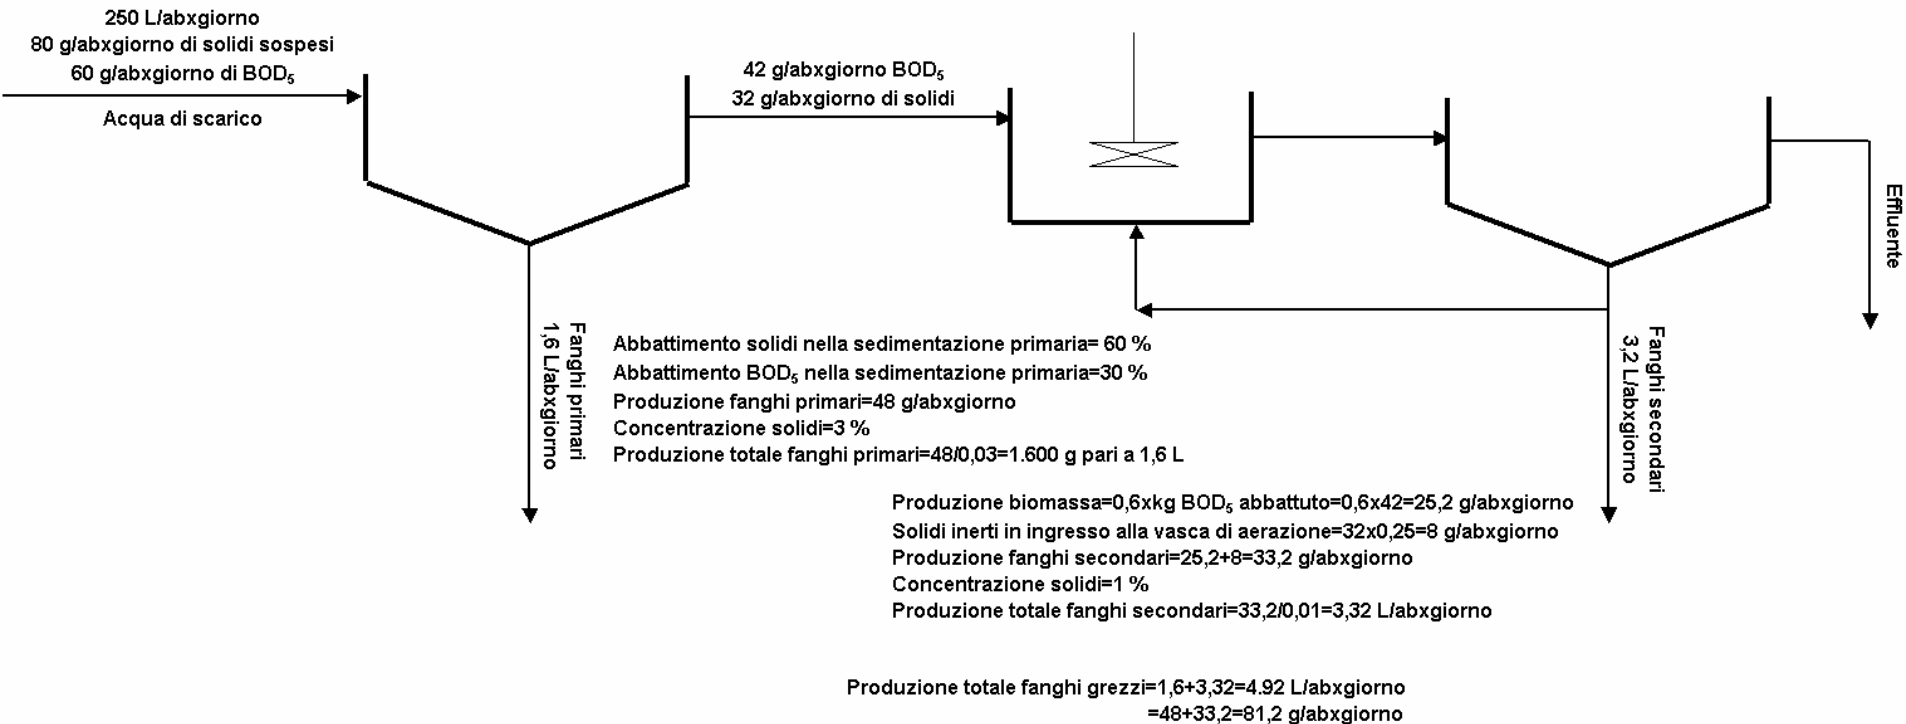 250 L/abxgiorno
80 g/abxgiorno di solidi sospesi
60 g/abxgiorno di BOD₅
Acqua di scarico
42 g/abxgiorno BOD₅
32 g/abxgiorno di solidi
Effluente
Fanghi primari
1,6 L/abxgiorno
Fanghi secondari
3,2 L/abxgiorno
Abbattimento solidi nella sedimentazione primaria= 60 %
Abbattimento BOD₅ nella sedimentazione primaria=30 %
Produzione fanghi primari=48 g/abxgiorno
Concentrazione solidi=3 %
Produzione totale fanghi primari=48/0,03=1.600 g pari a 1,6 L
Produzione biomassa=0,6xkg BOD₅ abbattuto=0,6x42=25,2 g/abxgiorno
Solidi inerti in ingresso alla vasca di aerazione=32x0,25=8 g/abxgiorno
Produzione fanghi secondari=25,2+8=33,2 g/abxgiorno
Concentrazione solidi=1 %
Produzione totale fanghi secondari=33,2/0,01=3,32 L/abxgiorno
Produzione totale fanghi grezzi=1,6+3,32=4.92 L/abxgiorno
=48+33,2=81,2 g/abxgiorno